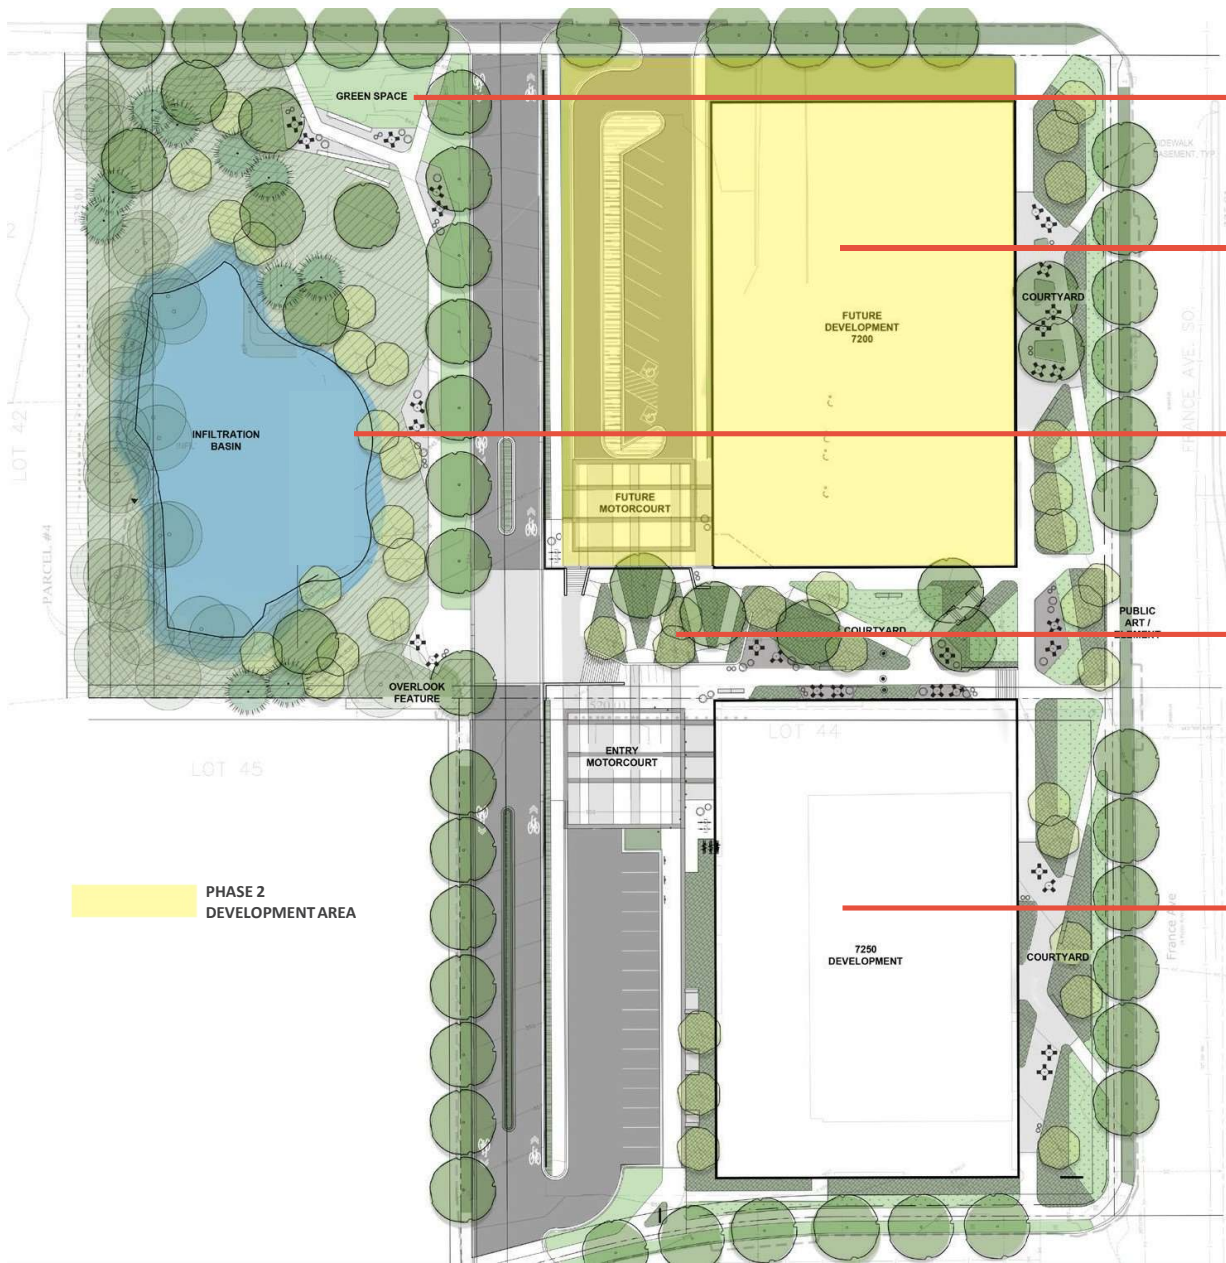 GREEN SPACE
COURTYARD
FUTURE
DEVELOPMENT
7200
FRANCE AVE. SO.
LOT 42
INFILTRATION
BASIN
FUTURE
MOTORCOURT
PARCEL #4
PUBLIC
ART /
ELEMENT
COURTYARD
OVERLOOK
FEATURE
LOT 44
ENTRY
MOTORCOURT
LOT 45
PHASE 2
DEVELOPMENT AREA
7250
DEVELOPMENT
COURTYARD
France Ave